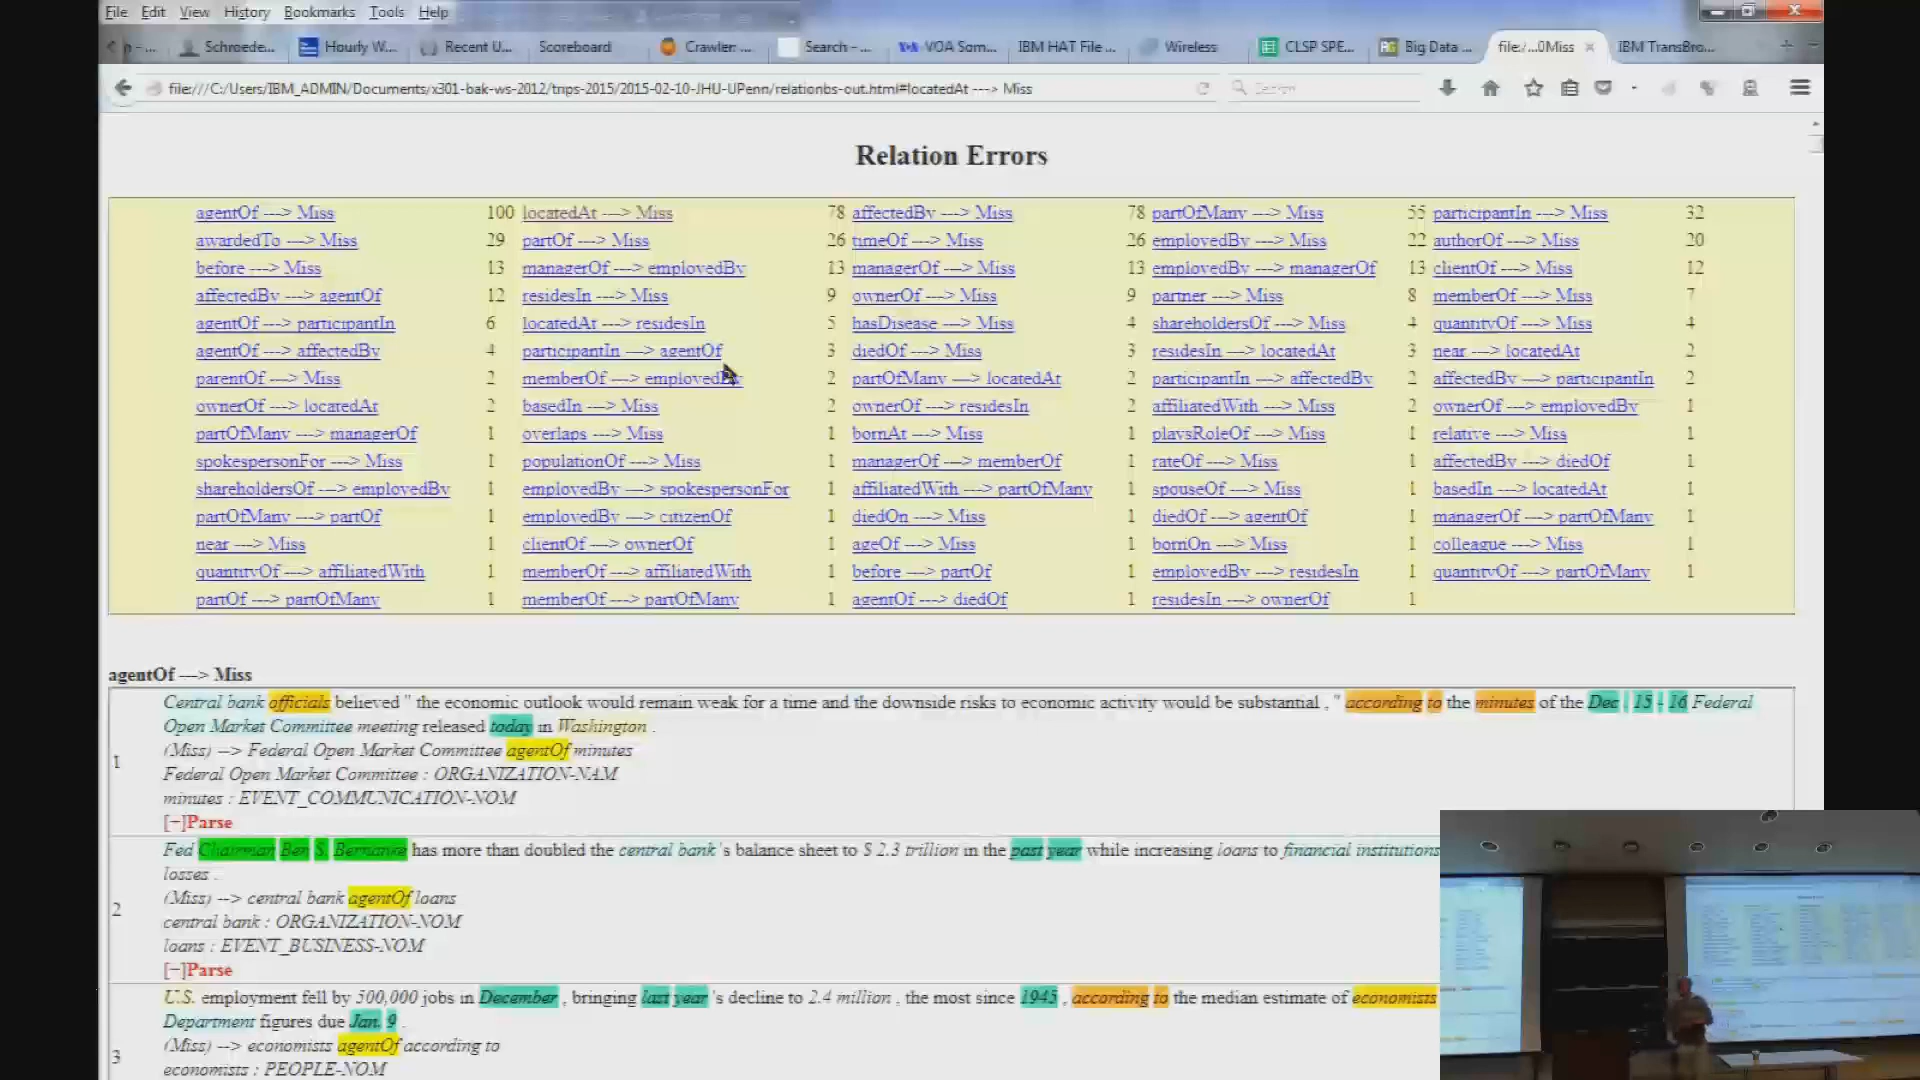 File Edit View History Bookmarks Tools Help
n - ... Schroede... Hourly W... Recent U... Scoreboard Crawler: ... Search - ... VOA Som... IBM HAT File ... Wireless CLSP SPE... Big Data ... file:/...0Miss IBM TransBro...
file:///C:/Users/IBM_ADMIN/Documents/x301-bak-ws-2012/trips-2015/2015-02-10-JHU-UPenn/relationbs-out.html#locatedAt ---> Miss Search
Relation Errors
agentOf ---> Miss 100 locatedAt ---> Miss 78 affectedBy ---> Miss 78 partOfMany ---> Miss 55 participantIn ---> Miss 32
awardedTo ---> Miss 29 partOf ---> Miss 26 timeOf ---> Miss 26 employedBy ---> Miss 22 authorOf ---> Miss 20
before ---> Miss 13 managerOf ---> employedBy 13 managerOf ---> Miss 13 employedBy ---> managerOf 13 clientOf ---> Miss 12
affectedBy ---> agentOf 12 residesIn ---> Miss 9 ownerOf ---> Miss 9 partner ---> Miss 8 memberOf ---> Miss 7
agentOf ---> participantIn 6 locatedAt ---> residesIn 5 hasDisease ---> Miss 4 shareholdersOf ---> Miss 4 quantityOf ---> Miss 4
agentOf ---> affectedBy 4 participantIn ---> agentOf 3 diedOf ---> Miss 3 residesIn ---> locatedAt 3 near ---> locatedAt 2
parentOf ---> Miss 2 memberOf ---> employedBy 2 partOfMany ---> locatedAt 2 participantIn ---> affectedBy 2 affectedBy ---> participantIn 2
ownerOf ---> locatedAt 2 basedIn ---> Miss 2 ownerOf ---> residesIn 2 affiliatedWith ---> Miss 2 ownerOf ---> employedBy 1
partOfMany ---> managerOf 1 overlaps ---> Miss 1 bornAt ---> Miss 1 playsRoleOf ---> Miss 1 relative ---> Miss 1
spokespersonFor ---> Miss 1 populationOf ---> Miss 1 managerOf ---> memberOf 1 rateOf ---> Miss 1 affectedBy ---> diedOf 1
shareholdersOf ---> employedBy 1 employedBy ---> spokespersonFor 1 affiliatedWith ---> partOfMany 1 spouseOf ---> Miss 1 basedIn ---> locatedAt 1
partOfMany ---> partOf 1 employedBy ---> citizenOf 1 diedOn ---> Miss 1 diedOf ---> agentOf 1 managerOf ---> partOfMany 1
near ---> Miss 1 clientOf ---> ownerOf 1 ageOf ---> Miss 1 bornOn ---> Miss 1 colleague ---> Miss 1
quantityOf ---> affiliatedWith 1 memberOf ---> affiliatedWith 1 before ---> partOf 1 employedBy ---> residesIn 1 quantityOf ---> partOfMany 1
partOf ---> partOfMany 1 memberOf ---> partOfMany 1 agentOf ---> diedOf 1 residesIn ---> ownerOf 1
agentOf ---> Miss
Central bank officials believed " the economic outlook would remain weak for a time and the downside risks to economic activity would be substantial , " according to the minutes of the Dec . 15 - 16 Federal
Open Market Committee meeting released today in Washington .
(Miss) --> Federal Open Market Committee agentOf minutes
1 Federal Open Market Committee : ORGANIZATION-NAM
minutes : EVENT_COMMUNICATION-NOM
[-]Parse
Fed Chairman Ben S. Bernanke has more than doubled the central bank 's balance sheet to $ 2.3 trillion in the past year while increasing loans to financial institutions
losses .
2 (Miss) --> central bank agentOf loans
central bank : ORGANIZATION-NOM
loans : EVENT_BUSINESS-NOM
[-]Parse
U.S. employment fell by 500,000 jobs in December , bringing last year 's decline to 2.4 million , the most since 1945 , according to the median estimate of economists
Department figures due Jan. 9 .
(Miss) --> economists agentOf according to
3 economists : PEOPLE-NOM